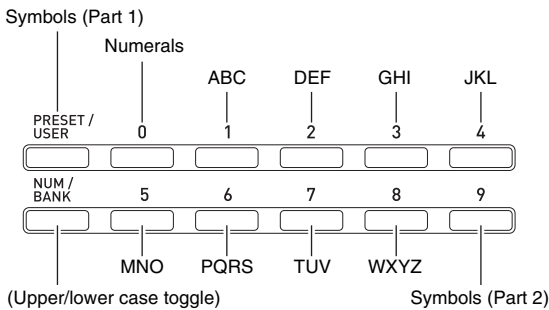 Symbols (Part 1)
Numerals
ABC DEF GHI JKL
PRESET /
USER 0 1 2 3 4
NUM /
BANK 5 6 7 8 9
MNO PQRS TUV WXYZ
(Upper/lower case toggle) Symbols (Part 2)